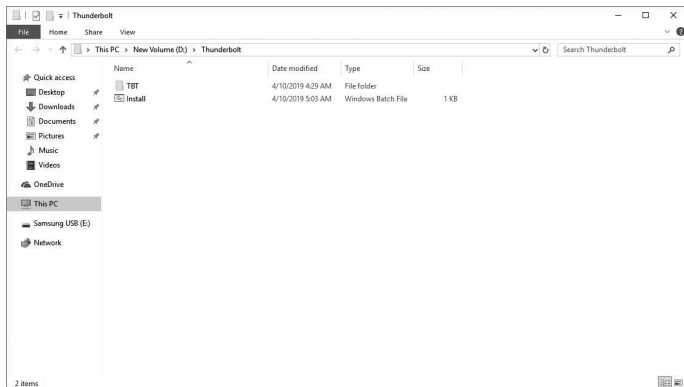 Thunderbolt
File Home Share View
This PC > New Volume (D:) > Thunderbolt
Search Thunderbolt
Name Date modified Type Size
Quick access
Desktop
Downloads
Documents
Pictures
Music
Videos
OneDrive
This PC
Samsung USB (E:)
Network
TBT 4/10/2019 4:29 AM File folder
Install 4/10/2019 5:03 AM Windows Batch File 1 KB
2 items